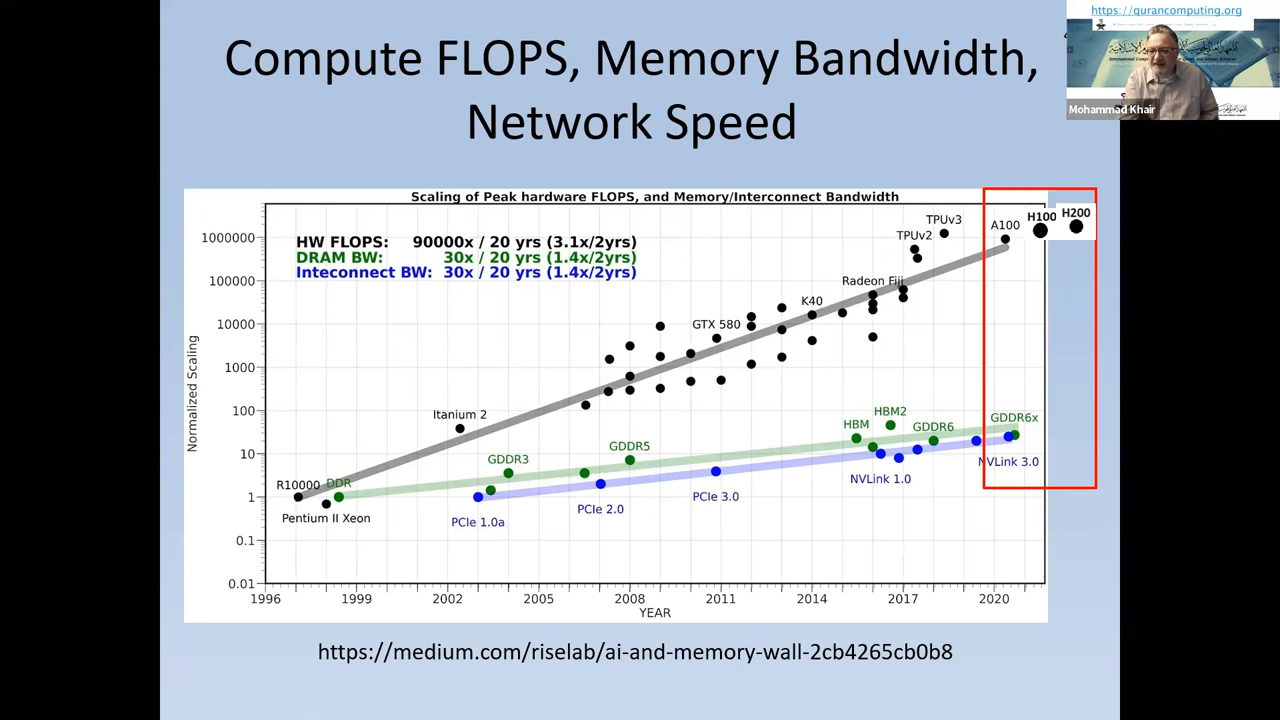 https://qurancomputing.org
Mohammad Khair
Compute FLOPS, Memory Bandwidth,
Network Speed
Scaling of Peak hardware FLOPS, and Memory/Interconnect Bandwidth
HW FLOPS: 90000x / 20 yrs (3.1x/2yrs)
DRAM BW: 30x / 20 yrs (1.4x/2yrs)
Inteconnect BW: 30x / 20 yrs (1.4x/2yrs)
Normalized Scaling
1000000
100000
10000
1000
100
10
1
0.1
0.01
R10000
Pentium II Xeon
Itanium 2
GTX 580
K40
Radeon Fiji
TPUv2
TPUv3
A100
H100
H200
DDR
GDDR3
GDDR5
HBM
HBM2
GDDR6
GDDR6x
PCIe 1.0a
PCIe 2.0
PCIe 3.0
NVLink 1.0
NVLink 3.0
1996 1999 2002 2005 2008 2011 2014 2017 2020
YEAR
https://medium.com/riselab/ai-and-memory-wall-2cb4265cb0b8